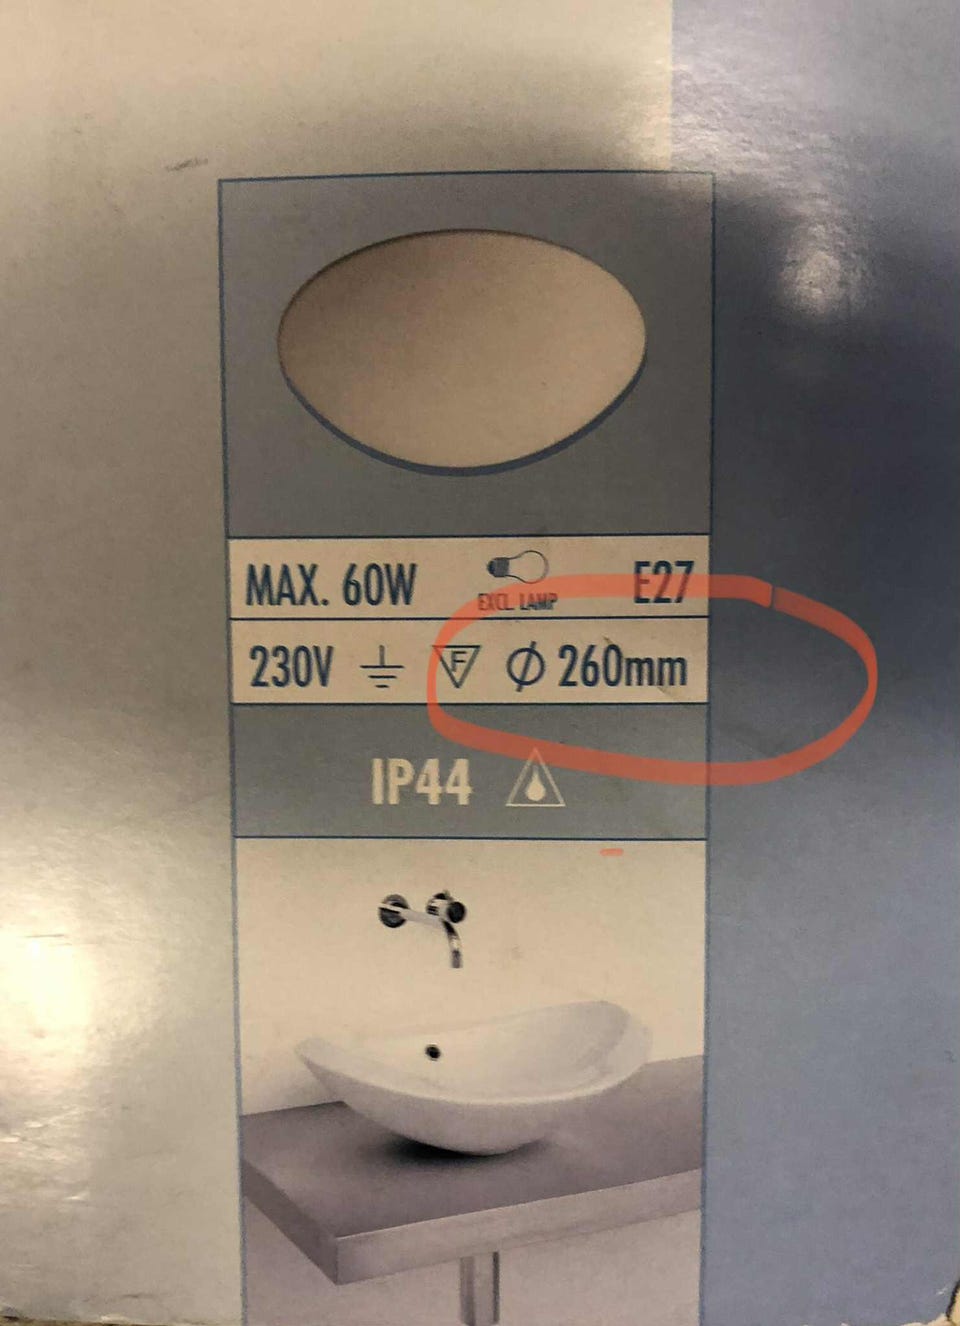 MAX. 60W EXCL. LAMP E27
230V F Ø 260mm
IP44